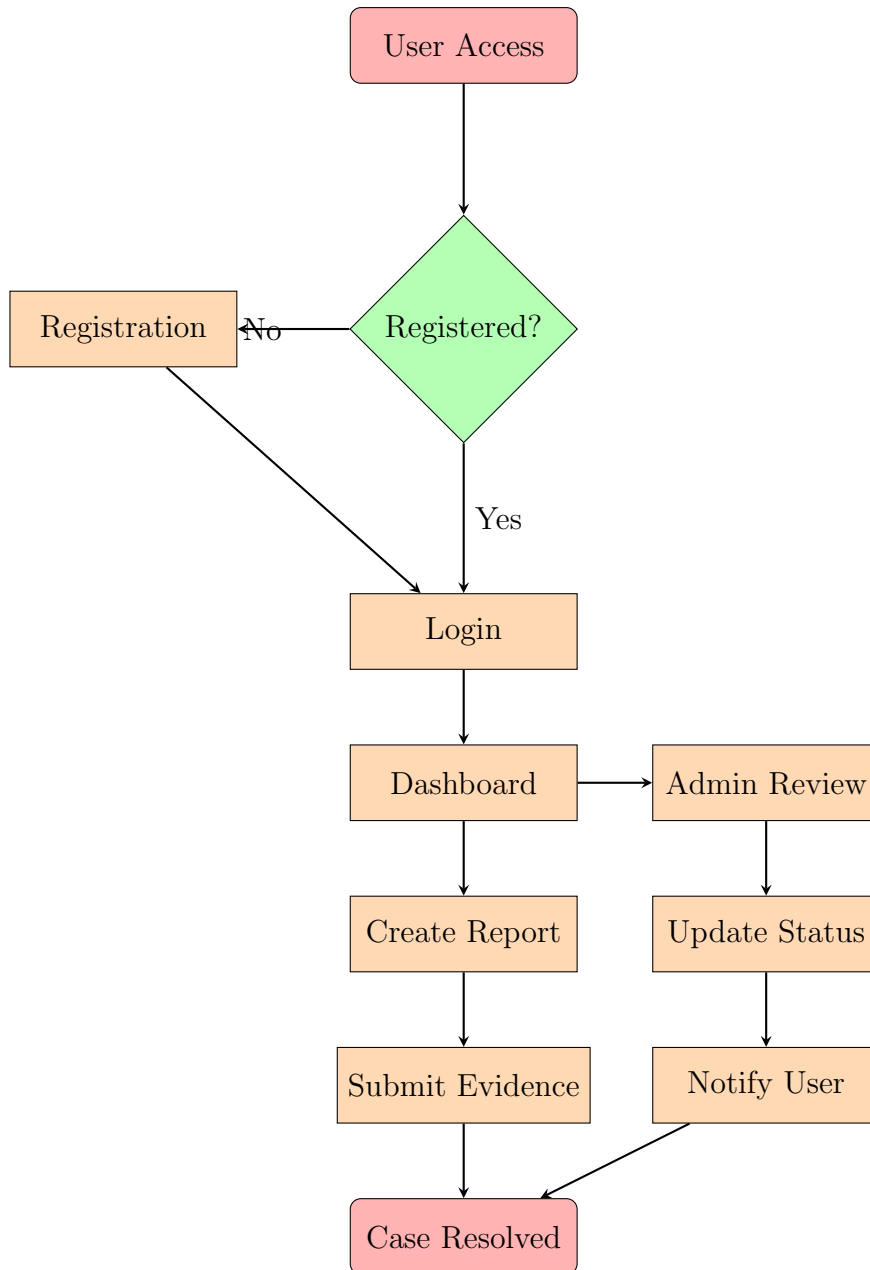 User Access
Registered?
No
Registration
Yes
Login
Dashboard
Admin Review
Create Report
Update Status
Submit Evidence
Notify User
Case Resolved